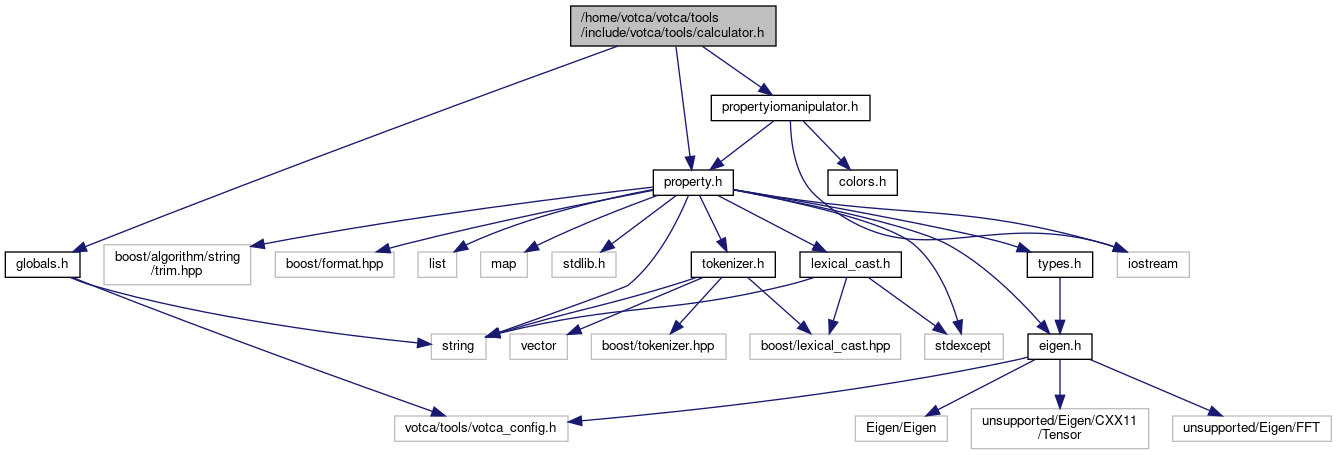 /home/votca/votca/tools
/include/votca/tools/calculator.h
propertyiomanipulator.h
property.h
colors.h
globals.h
boost/algorithm/string
/trim.hpp
boost/format.hpp
list
map
stdlib.h
tokenizer.h
lexical_cast.h
types.h
iostream
string
vector
boost/tokenizer.hpp
boost/lexical_cast.hpp
stdexcept
eigen.h
votca/tools/votca_config.h
Eigen/Eigen
unsupported/Eigen/CXX11
/Tensor
unsupported/Eigen/FFT